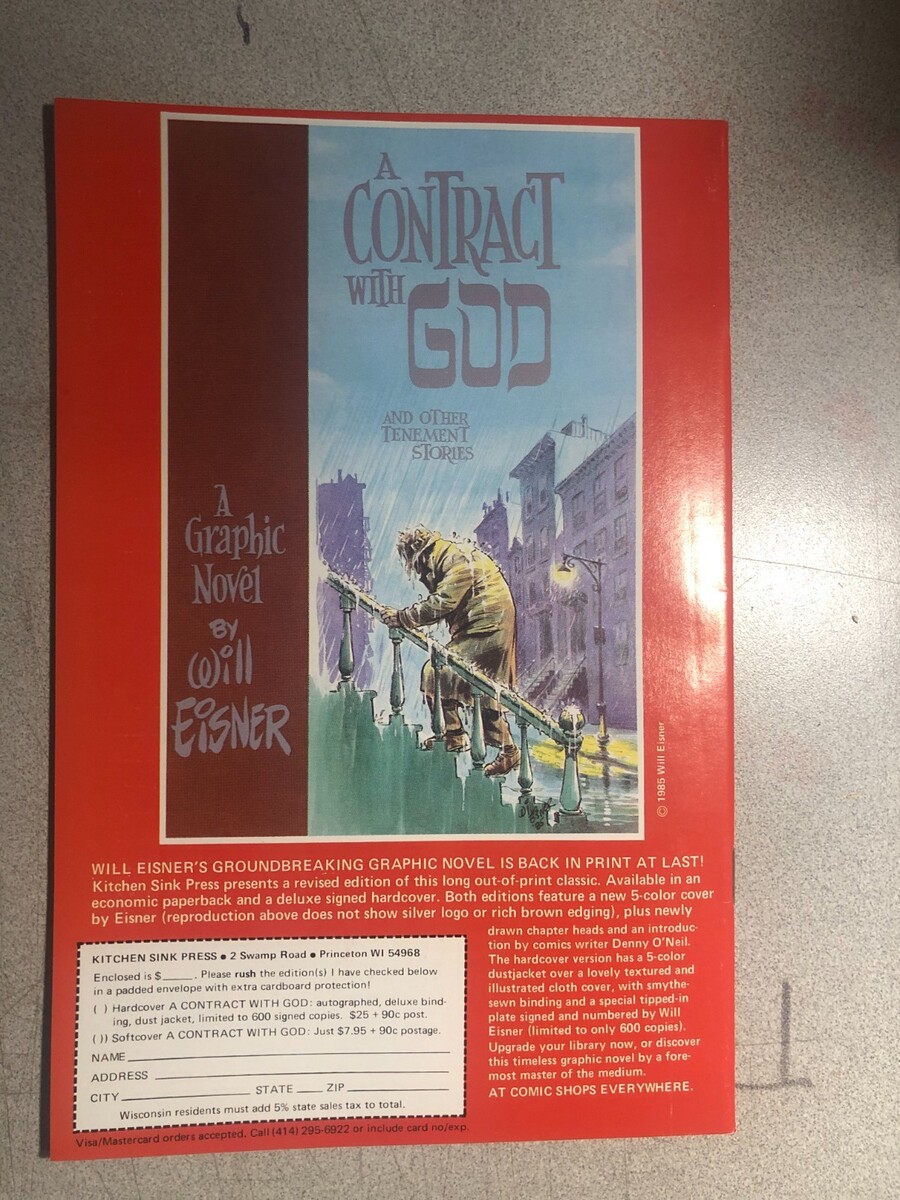 A
CONTRACT
WITH GOD
AND OTHER
TENEMENT
STORIES
A
Graphic
Novel
BY
Will
EISNER
© 1985 Will Eisner
WILL EISNER'S GROUNDBREAKING GRAPHIC NOVEL IS BACK IN PRINT AT LAST!
Kitchen Sink Press presents a revised edition of this long out-of-print classic. Available in an
economic paperback and a deluxe signed hardcover. Both editions feature a new 5-color cover
by Eisner (reproduction above does not show silver logo or rich brown edging), plus newly
drawn chapter heads and an introduc-
tion by comics writer Denny O'Neil.
The hardcover version has a 5-color
dustjacket over a lovely textured and
illustrated cloth cover, with smythe-
sewn binding and a special tipped-in
plate signed and numbered by Will
Eisner (limited to only 600 copies).
Upgrade your library now, or discover
this timeless graphic novel by a fore-
most master of the medium.
AT COMIC SHOPS EVERYWHERE.
KITCHEN SINK PRESS ● 2 Swamp Road ● Princeton WI 54968
Enclosed is $_____. Please rush the edition(s) I have checked below
in a padded envelope with extra cardboard protection!
( ) Hardcover A CONTRACT WITH GOD: autographed, deluxe bind-
ing, dust jacket, limited to 600 signed copies. $25 + 90c post.
( )) Softcover A CONTRACT WITH GOD: Just $7.95 + 90c postage.
NAME
ADDRESS
CITY STATE ZIP
Wisconsin residents must add 5% state sales tax to total.
Visa/Mastercard orders accepted. Call (414) 295-6922 or include card no/exp.